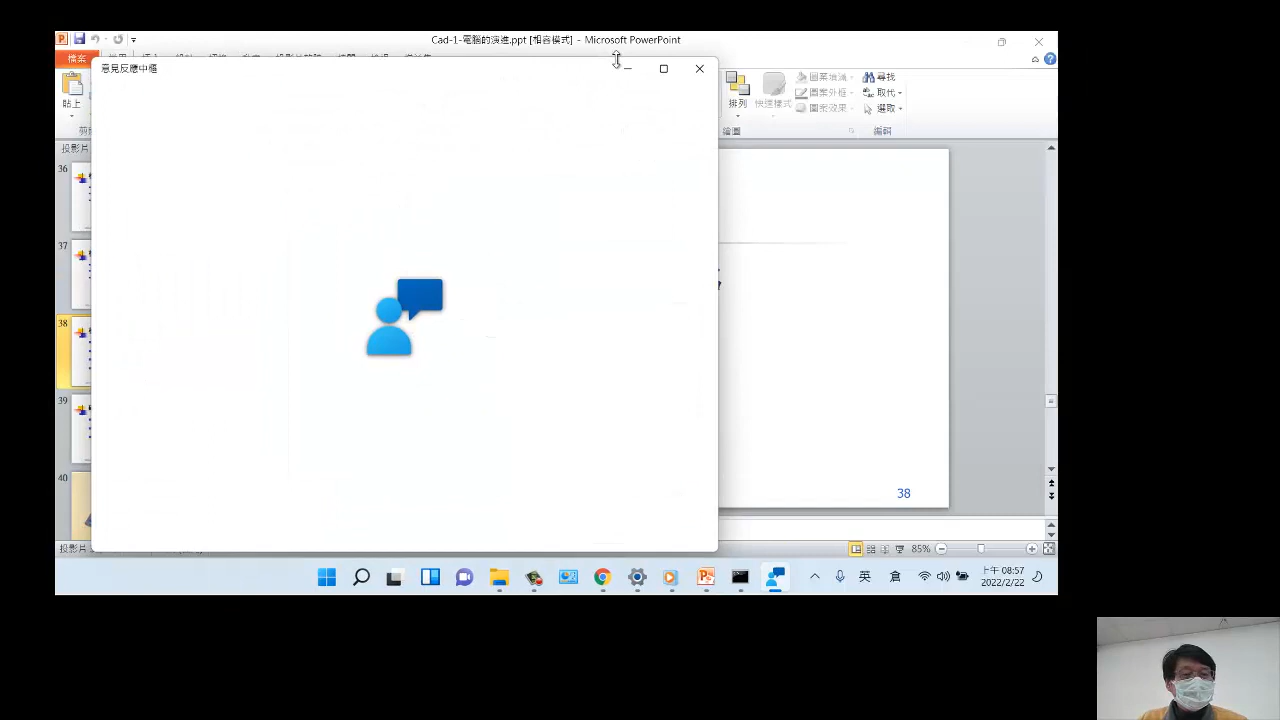 Cad-1-電腦的演進.ppt [相容模式] - Microsoft PowerPoint
檔案
意見反應中樞
貼上
排列
快速樣式
圖案填滿
圖案外框
圖案效果
尋找
取代
選取
繪圖
編輯
投影片
36
37
38
39
40
38
85%
英
上午 08:57
2022/2/22